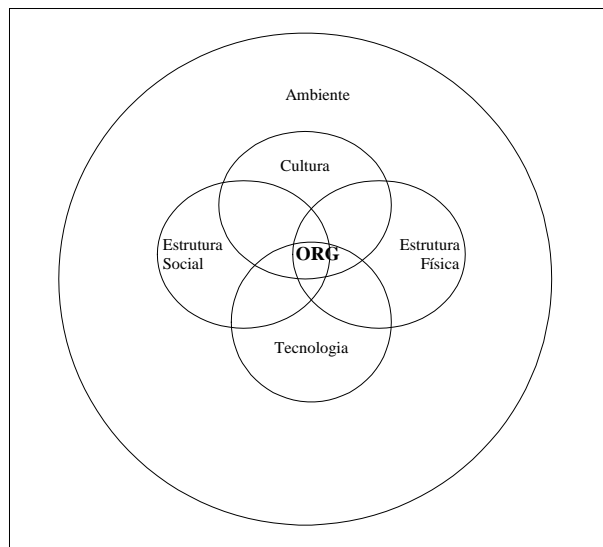 Ambiente
Cultura
Estrutura
Social
ORG
Estrutura
Física
Tecnologia